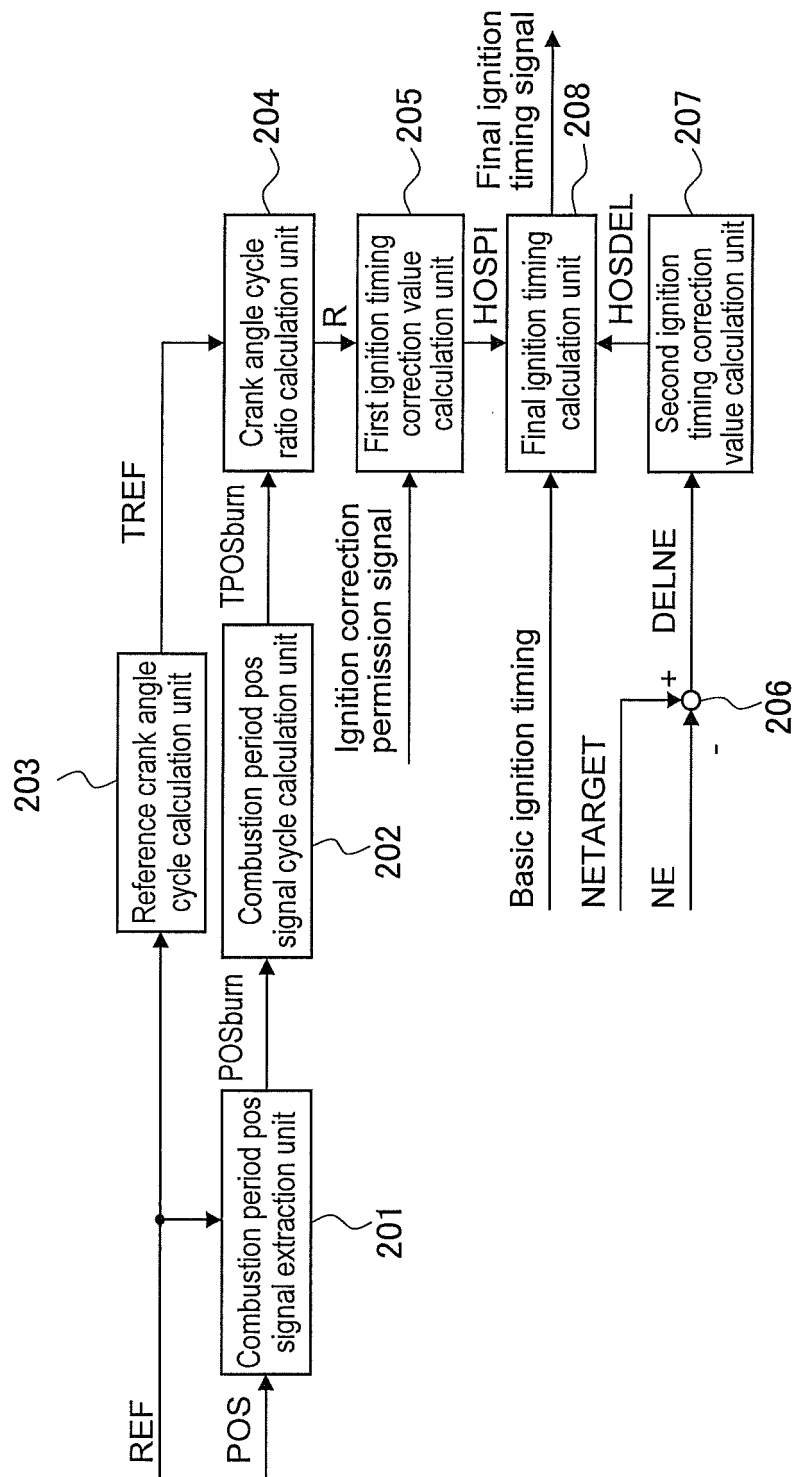 REF
POS
Combustion period pos
signal extraction unit
201
POSburn
Reference crank angle
cycle calculation unit
203
Combustion period pos
signal cycle calculation unit
202
TREF
TPOSburn
Crank angle cycle
ratio calculation unit
204
R
Ignition correction
permission signal
First ignition timing
correction value
calculation unit
205
HOSPI
Basic ignition timing
Final ignition timing
calculation unit
208
Final ignition
timing signal
HOSDEL
NETARGET
NE
+
-
206
DELNE
Second ignition
timing correction
value calculation unit
207